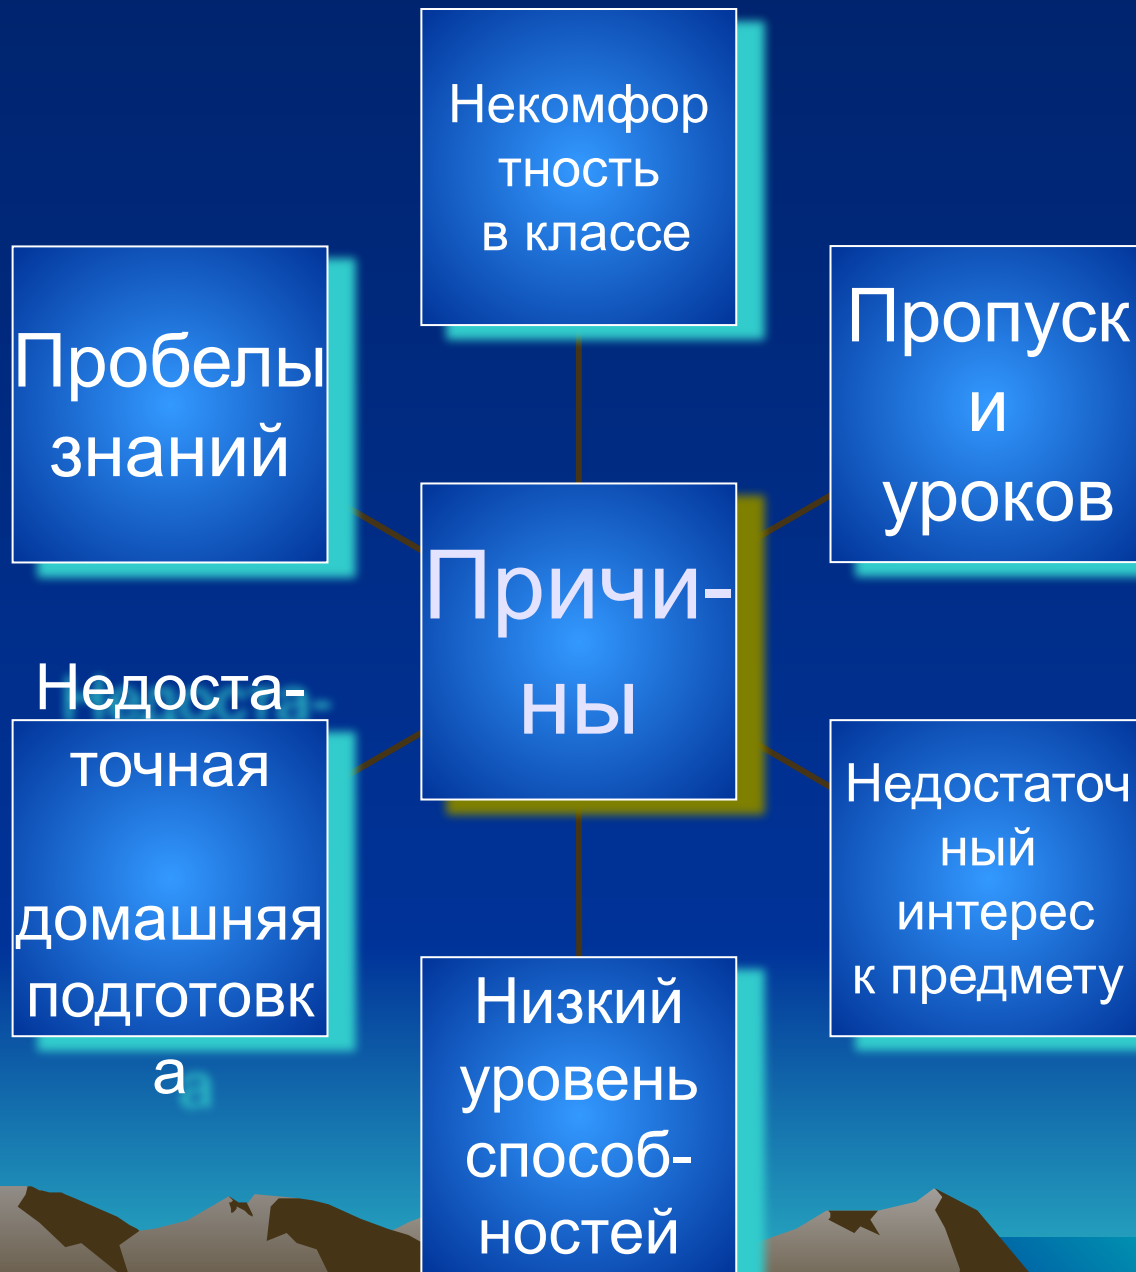 Некомфор
тность
в классе
Пробелы
знаний
Пропуск
и
уроков
Причи-
ны
Недоста-
точная
домашняя
подготовк
а
Недостаточ
ный
интерес
к предмету
Низкий
уровень
способ-
ностей